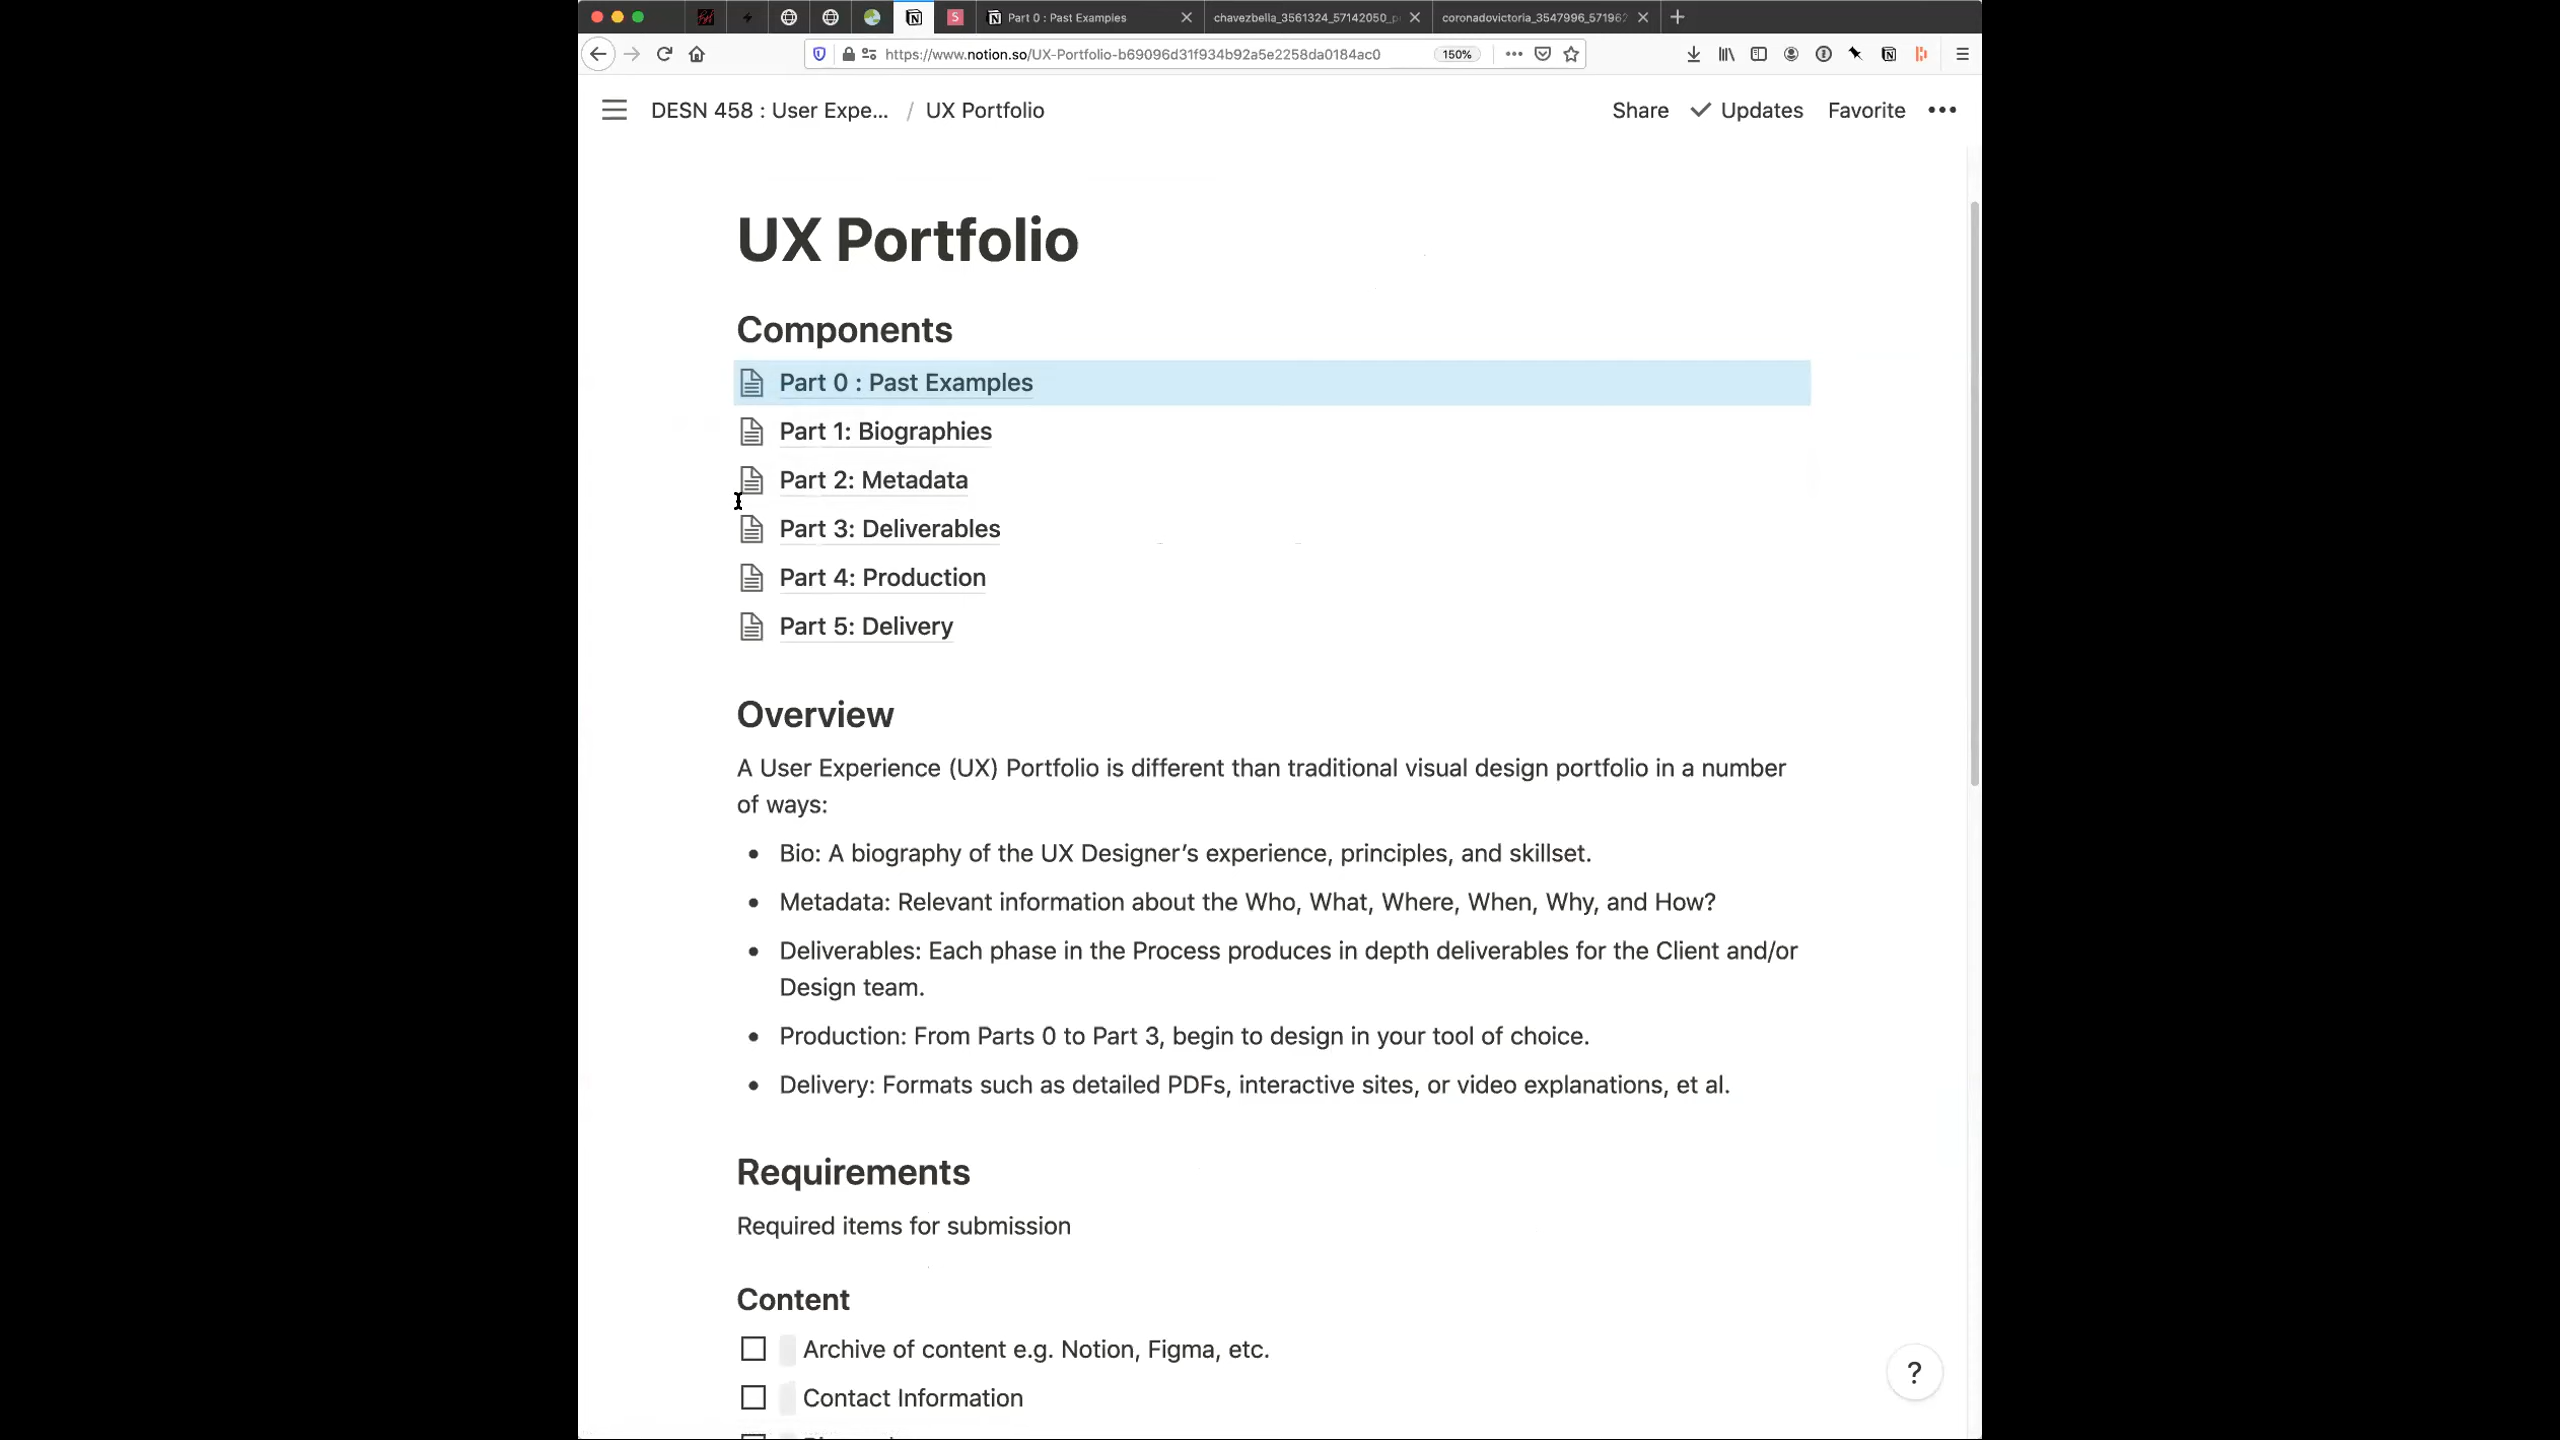 S
Part 0 : Past Examples
chavezbella_3561324_57142050_p
coronadovictoria_3547996_57196
https://www.notion.so/UX-Portfolio-b69096d31f934b92a5e2258da0184ac0
150%
DESN 458 : User Expe... / UX Portfolio
Share
Updates
Favorite
UX Portfolio
Components
Part 0 : Past Examples
Part 1: Biographies
Part 2: Metadata
Part 3: Deliverables
Part 4: Production
Part 5: Delivery
Overview
A User Experience (UX) Portfolio is different than traditional visual design portfolio in a number
of ways:
• Bio: A biography of the UX Designer’s experience, principles, and skillset.
• Metadata: Relevant information about the Who, What, Where, When, Why, and How?
• Deliverables: Each phase in the Process produces in depth deliverables for the Client and/or
Design team.
• Production: From Parts 0 to Part 3, begin to design in your tool of choice.
• Delivery: Formats such as detailed PDFs, interactive sites, or video explanations, et al.
Requirements
Required items for submission
Content
Archive of content e.g. Notion, Figma, etc.
Contact Information
?